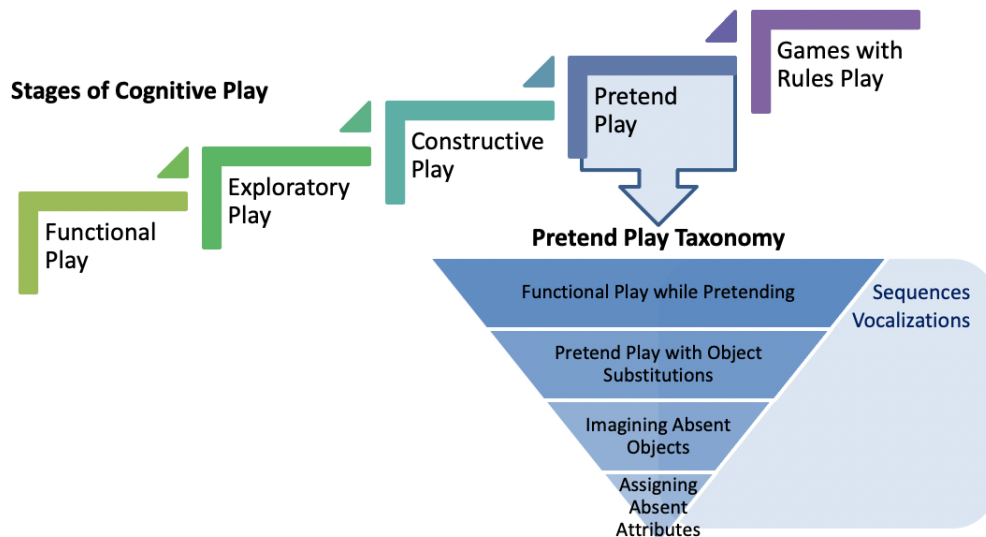 Stages of Cognitive Play
Functional
Play
Exploratory
Play
Constructive
Play
Pretend
Play
Games with
Rules Play
Pretend Play Taxonomy
Functional Play while Pretending
Pretend Play with Object
Substitutions
Imagining Absent
Objects
Assigning
Absent
Attributes
Sequences
Vocalizations